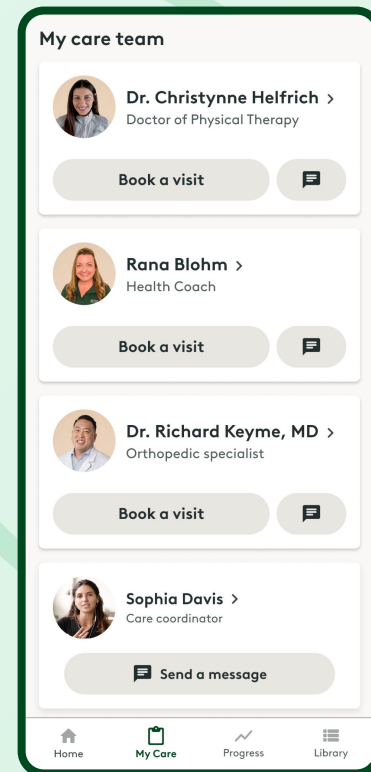 My care team
Dr. Christynne Helfrich >
Doctor of Physical Therapy
Book a visit
Rana Blohm >
Health Coach
Book a visit
Dr. Richard Keyme, MD >
Orthopedic specialist
Book a visit
Sophia Davis >
Care coordinator
Send a message
Home My Care Progress Library